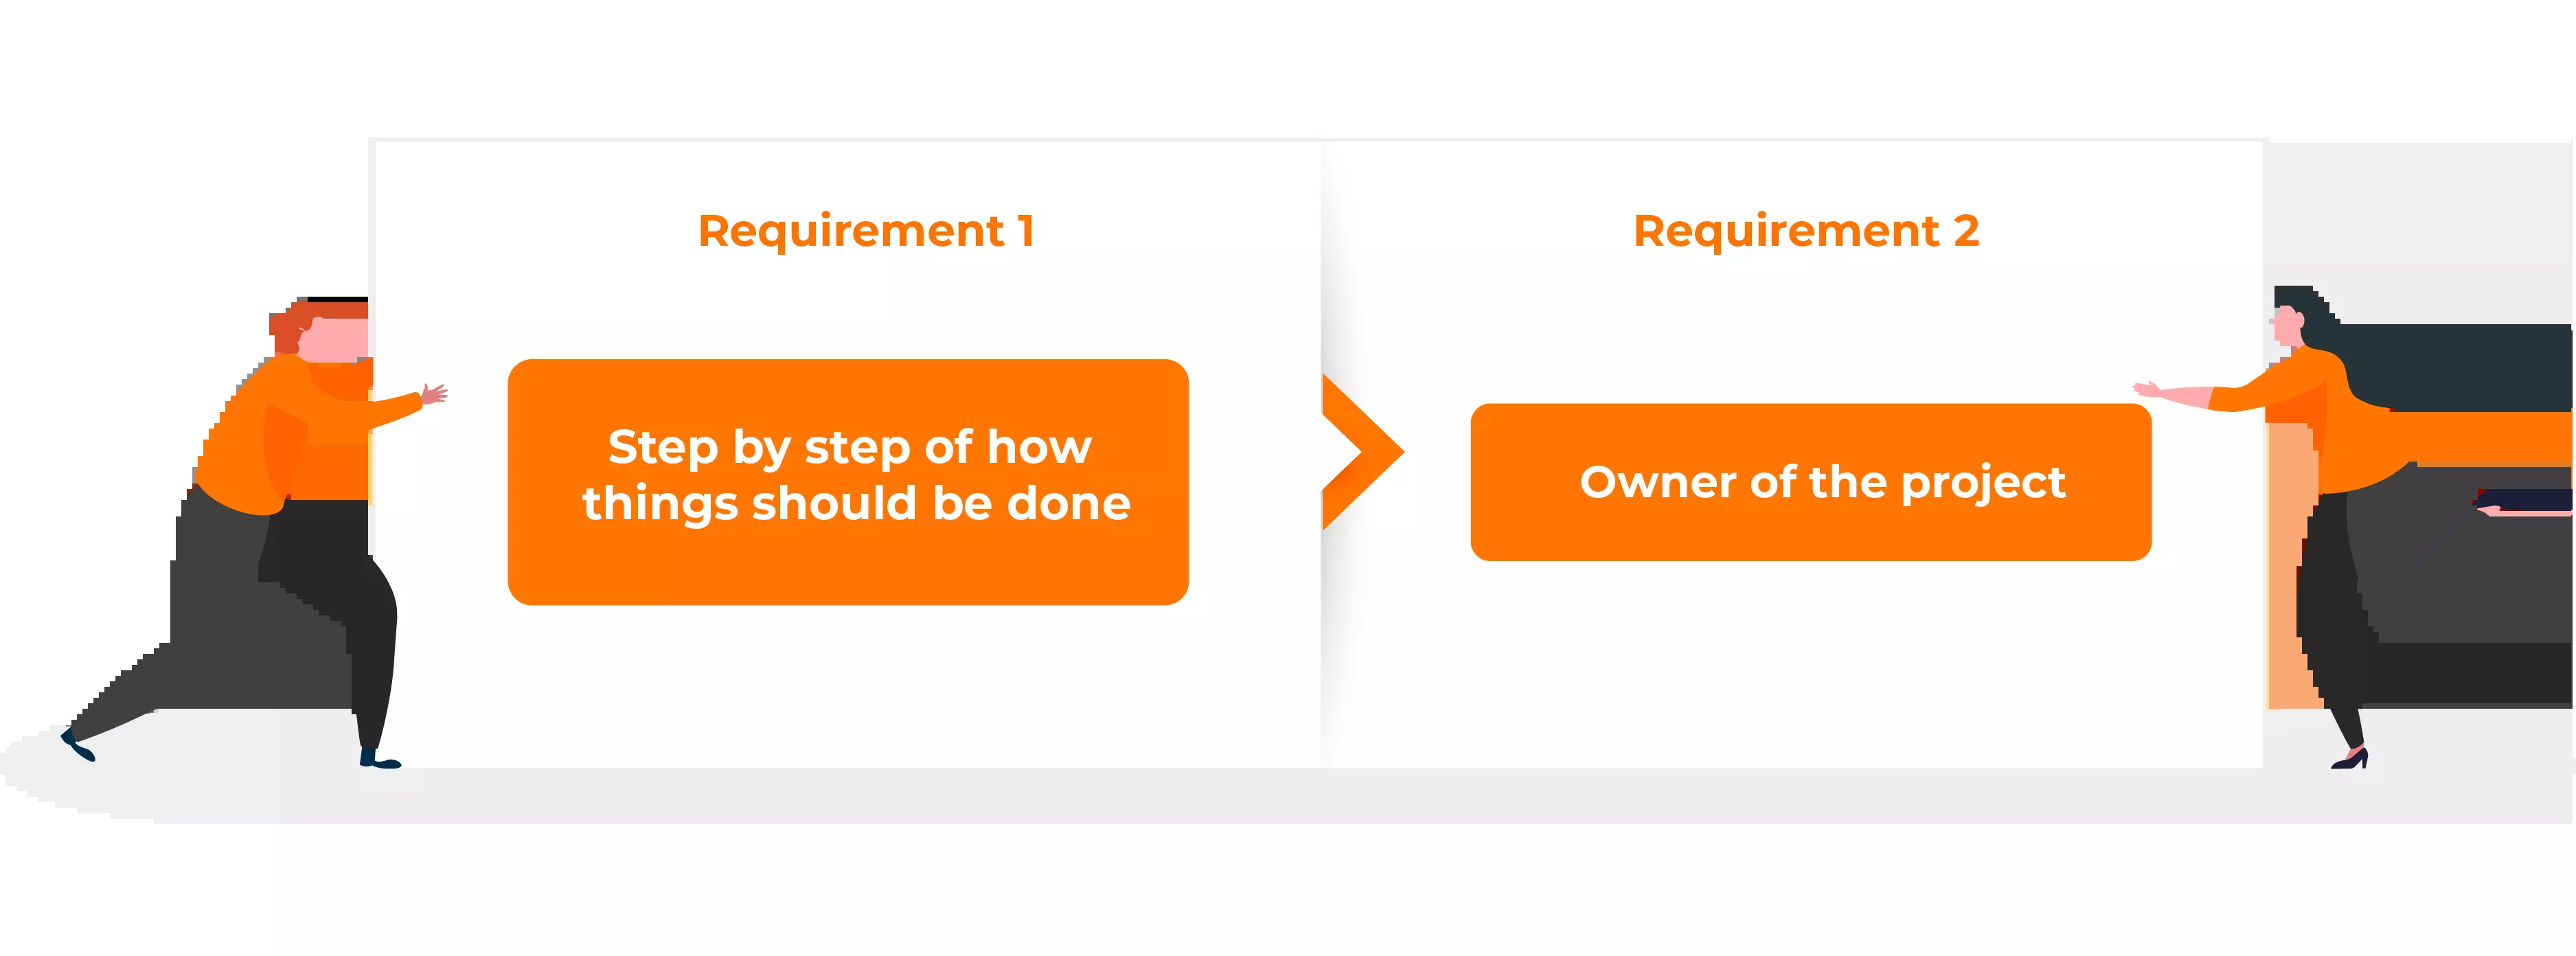 Requirement 1
Step by step of how
things should be done
Requirement 2
Owner of the project